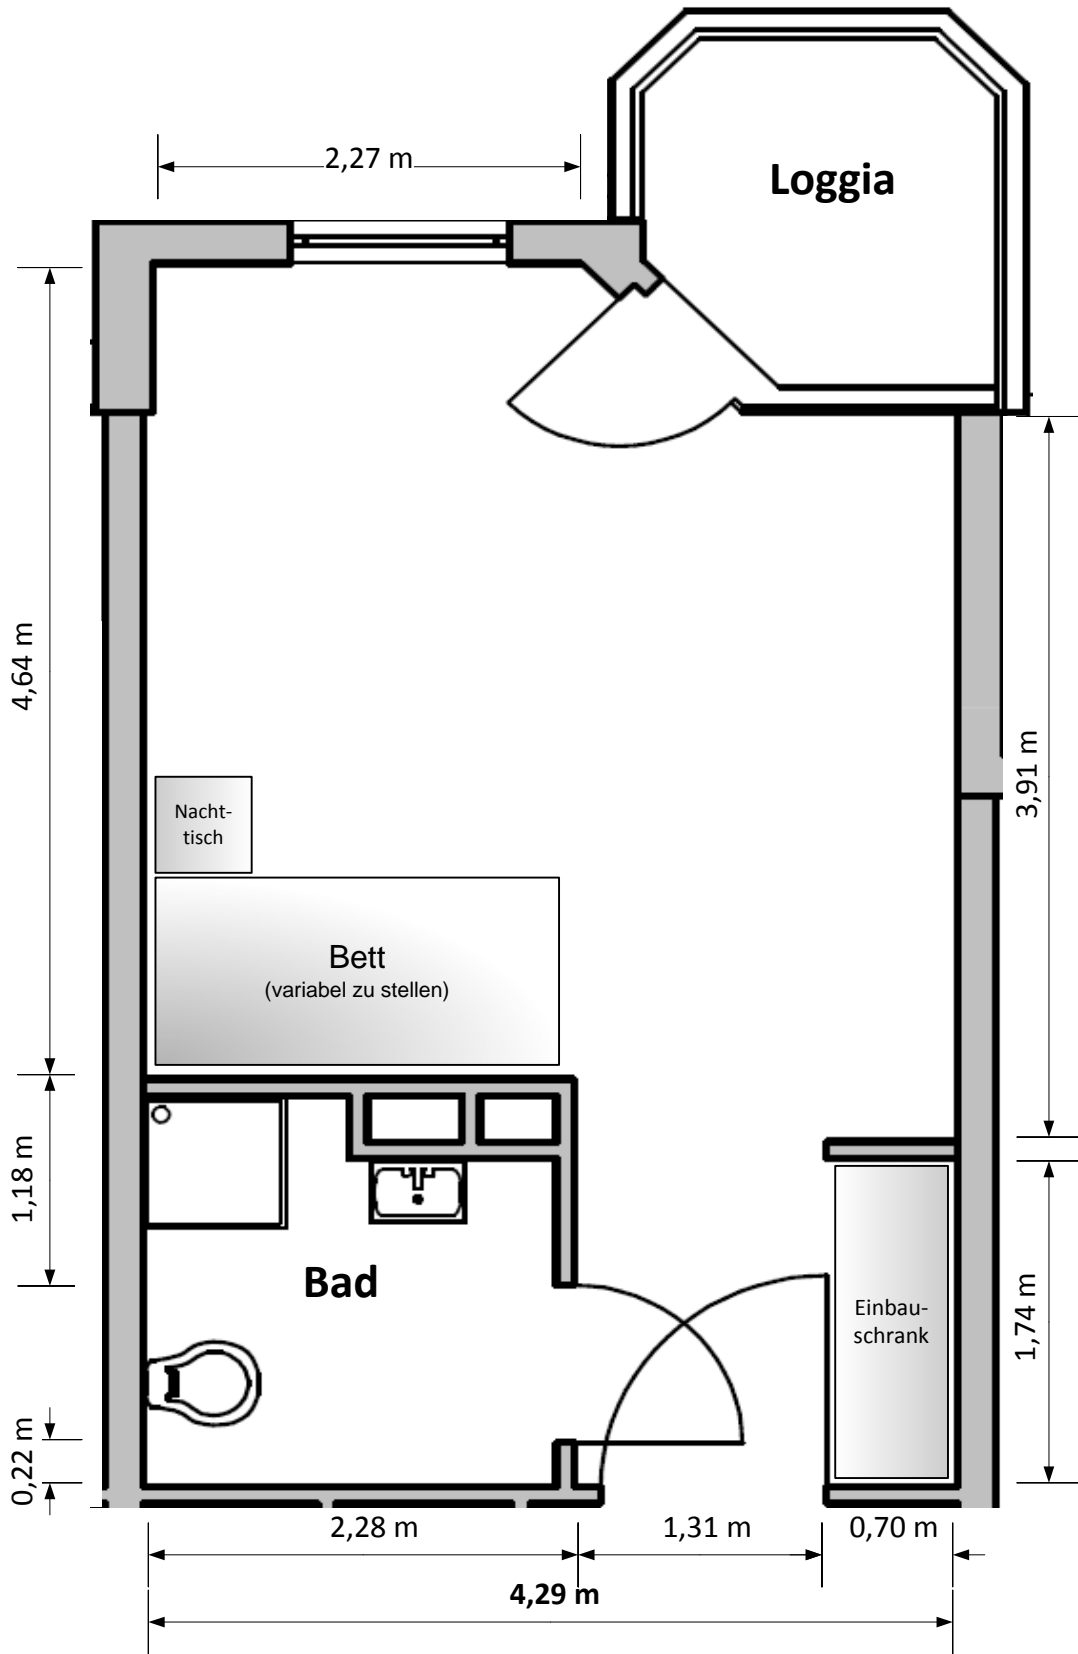 2,27 m
Loggia
4,64 m
3,91 m
Nacht-
tisch
Bett
(variabel zu stellen)
1,18 m
Bad
Einbau-
schrank
1,74 m
0,22 m
2,28 m
1,31 m
0,70 m
4,29 m